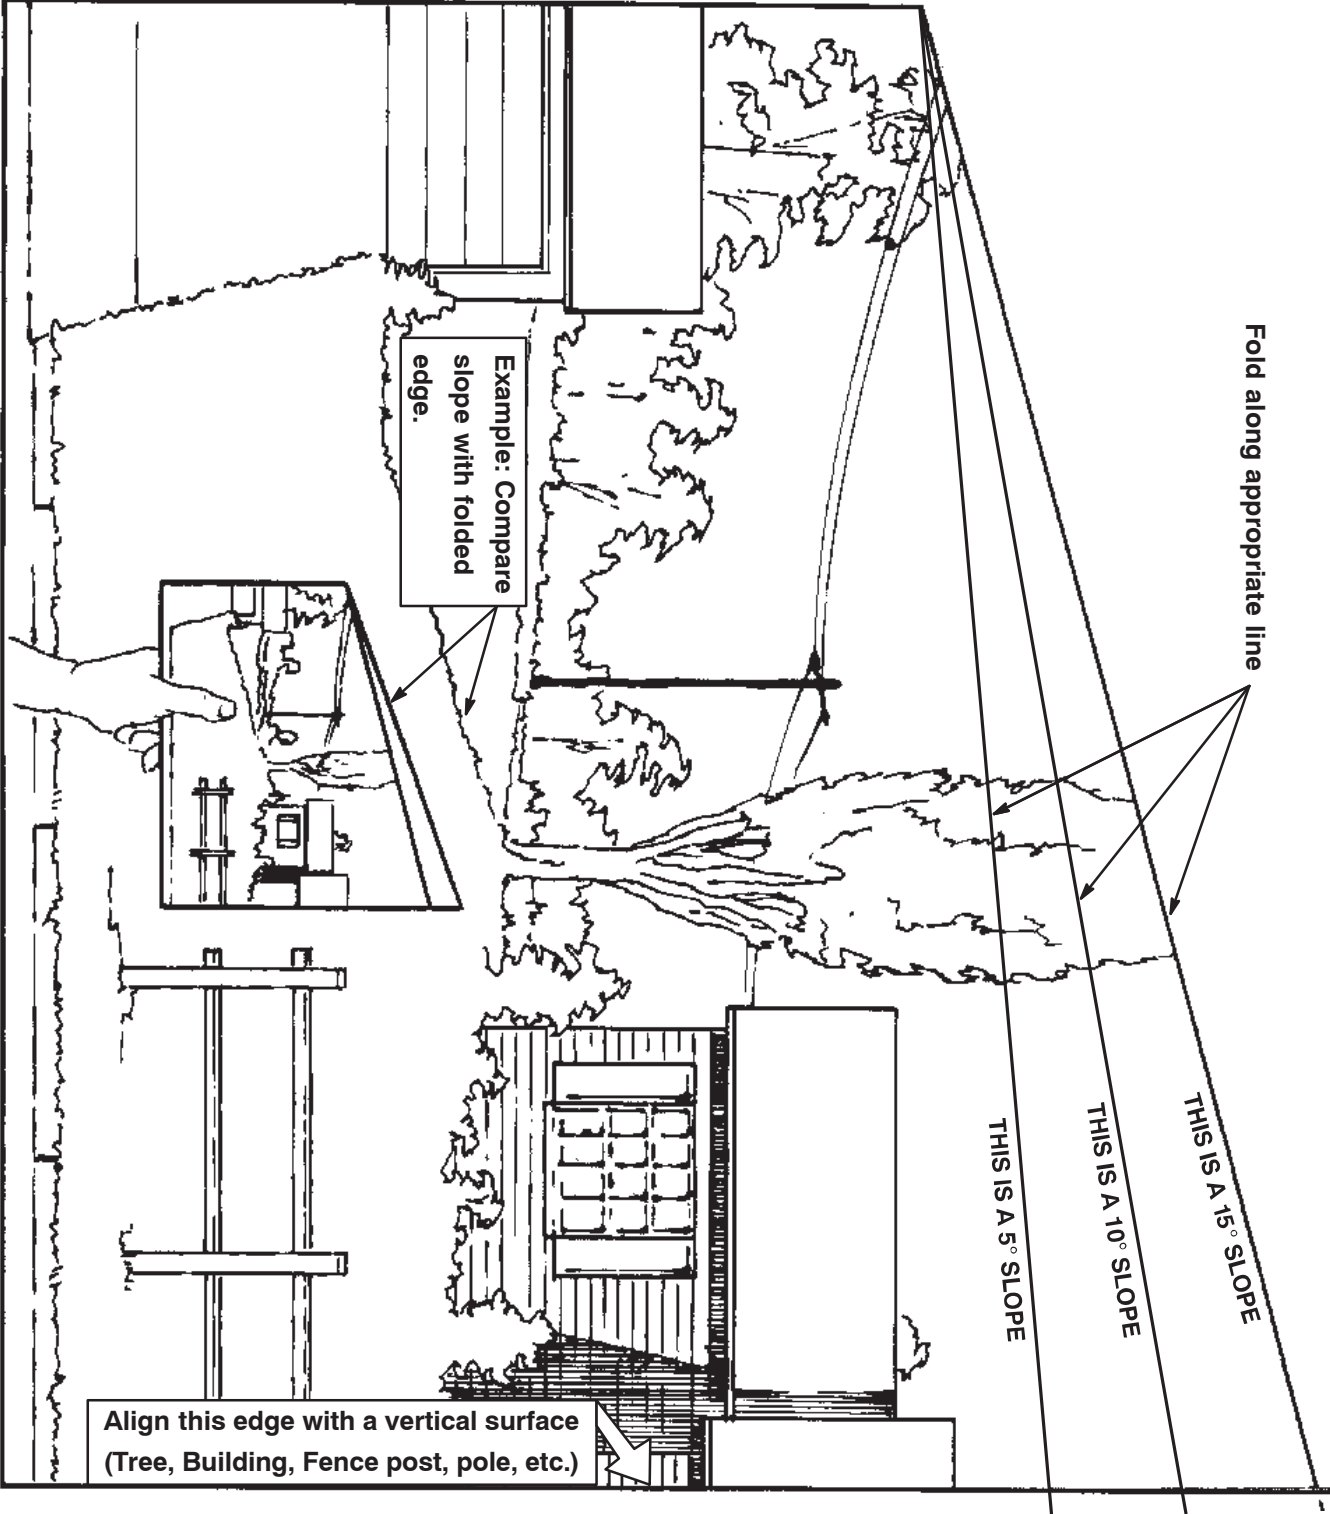 Fold along appropriate line
THIS IS A 15° SLOPE
THIS IS A 10° SLOPE
THIS IS A 5° SLOPE
Example: Compare
slope with folded
edge.
Align this edge with a vertical surface
(Tree, Building, Fence post, pole, etc.)